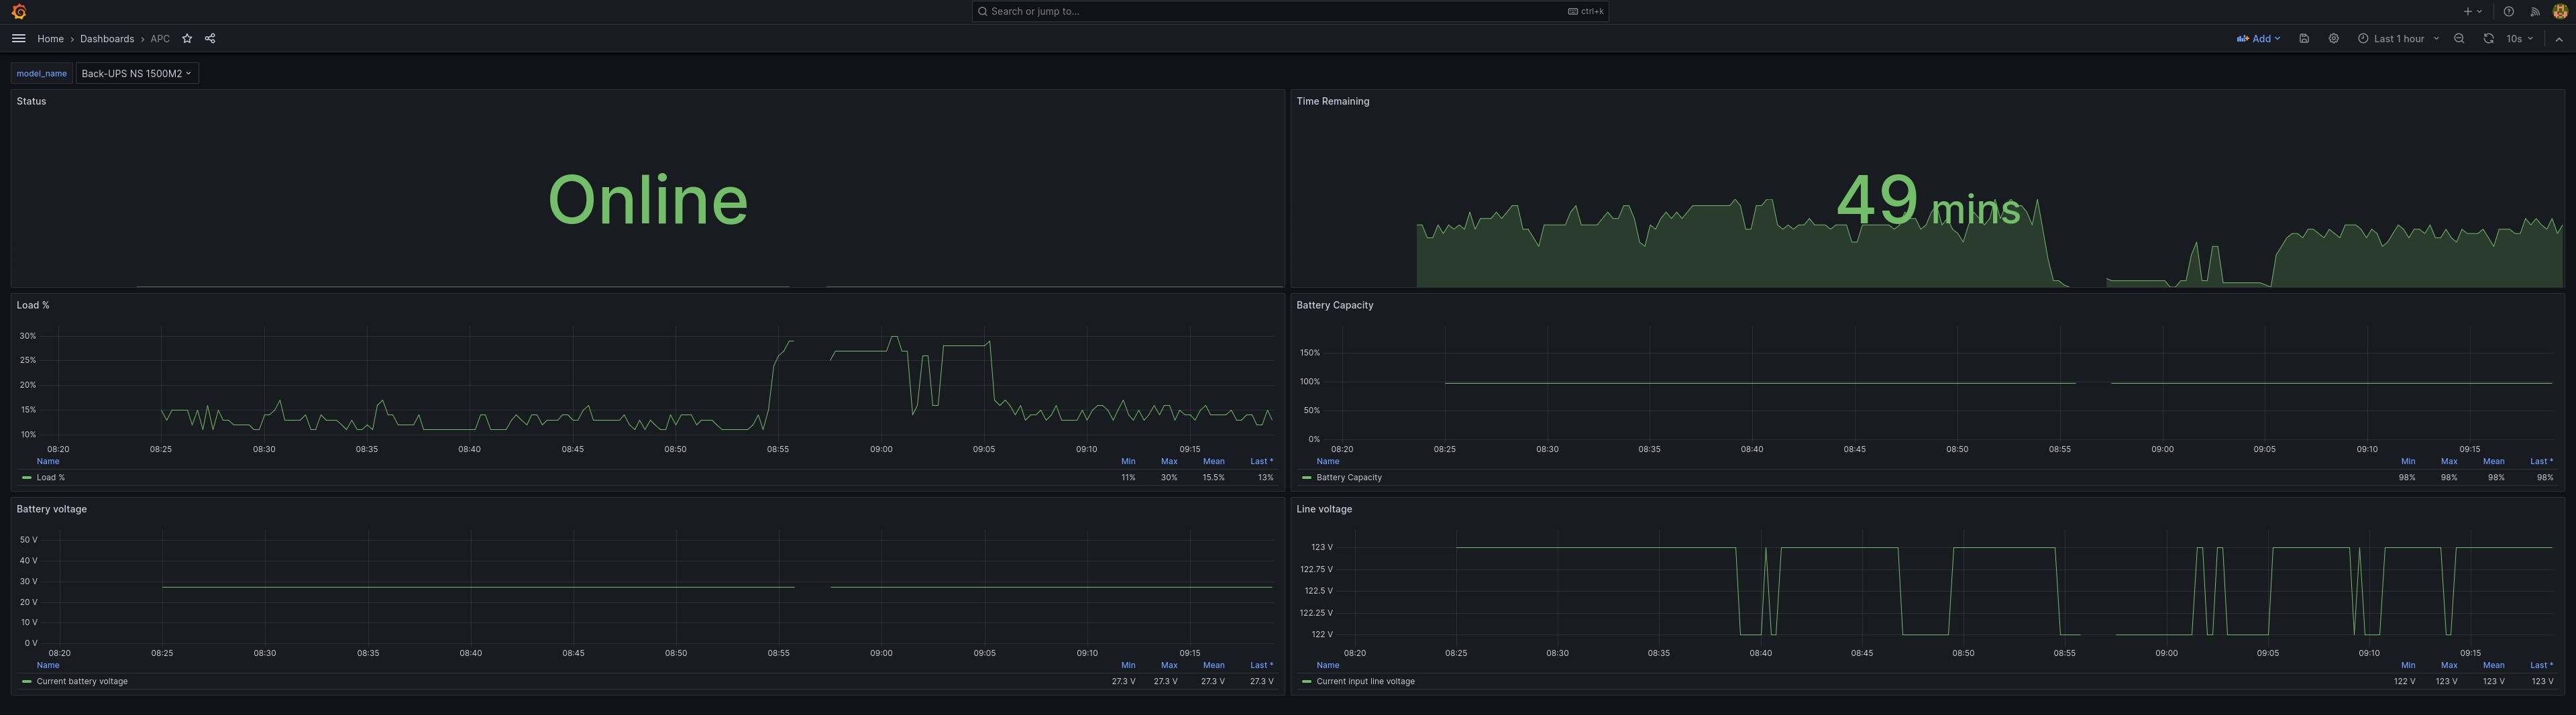 Search or jump to... ctrl+k
Home › Dashboards › APC Add Last 1 hour 10s
model_name Back-UPS NS 1500M2
Status
Online
Time Remaining
49 mins
Load %
30%
25%
20%
15%
10%
08:20 08:25 08:30 08:35 08:40 08:45 08:50 08:55 09:00 09:05 09:10 09:15
Name Min Max Mean Last *
Load % 11% 30% 15.5% 13%
Battery Capacity
150%
100%
50%
0%
08:20 08:25 08:30 08:35 08:40 08:45 08:50 08:55 09:00 09:05 09:10 09:15
Name Min Max Mean Last *
Battery Capacity 98% 98% 98% 98%
Battery voltage
50 V
40 V
30 V
20 V
10 V
0 V
08:20 08:25 08:30 08:35 08:40 08:45 08:50 08:55 09:00 09:05 09:10 09:15
Name Min Max Mean Last *
Current battery voltage 27.3 V 27.3 V 27.3 V 27.3 V
Line voltage
123 V
122.75 V
122.5 V
122.25 V
122 V
08:20 08:25 08:30 08:35 08:40 08:45 08:50 08:55 09:00 09:05 09:10 09:15
Name Min Max Mean Last *
Current input line voltage 122 V 123 V 123 V 123 V